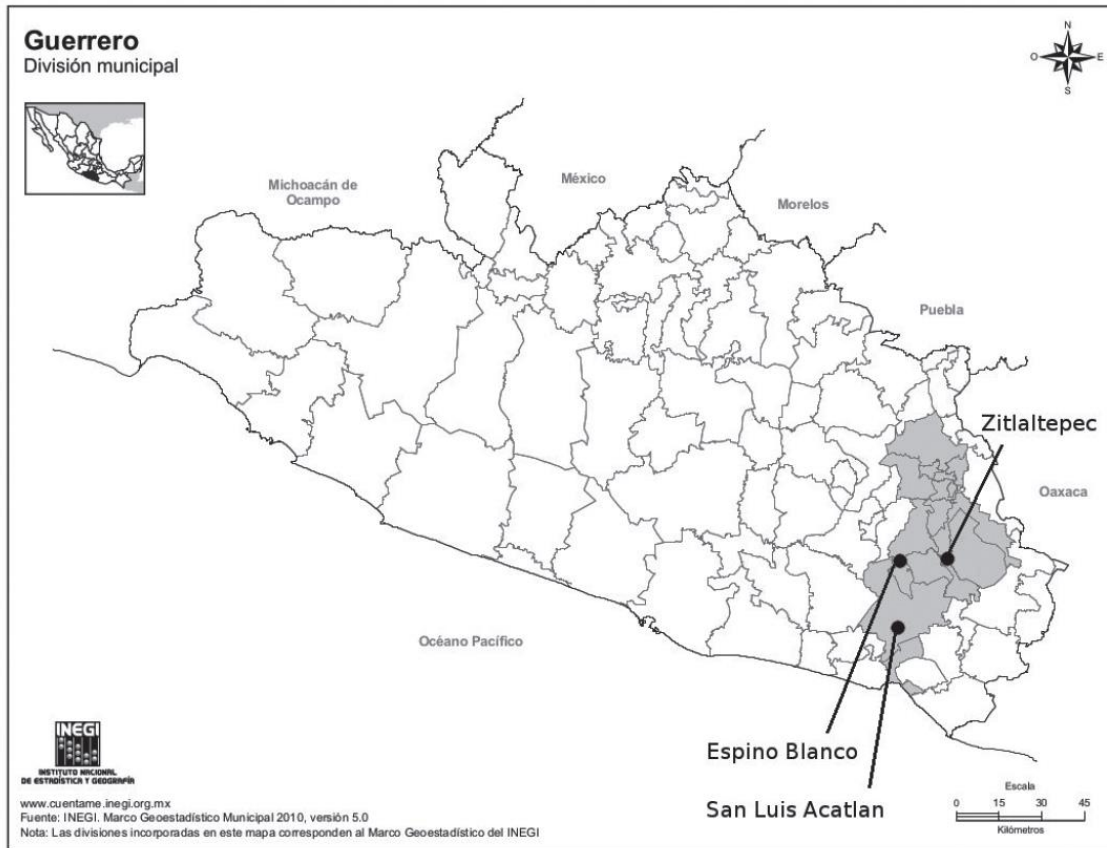 Guerrero
División municipal
N
O
E
S
Michoacán de
Ocampo
México
Morelos
Puebla
Zitlaltepec
Oaxaca
Océano Pacífico
Espino Blanco
San Luis Acatlan
INEGI
INSTITUTO NACIONAL
DE ESTADÍSTICA Y GEOGRAFÍA
www.cuentame.inegi.org.mx
Fuente: INEGI. Marco Geoestadístico Municipal 2010, versión 5.0
Nota: Las divisiones incorporadas en este mapa corresponden al Marco Geoestadístico del INEGI
Escala
0 15 30 45
Kilómetros